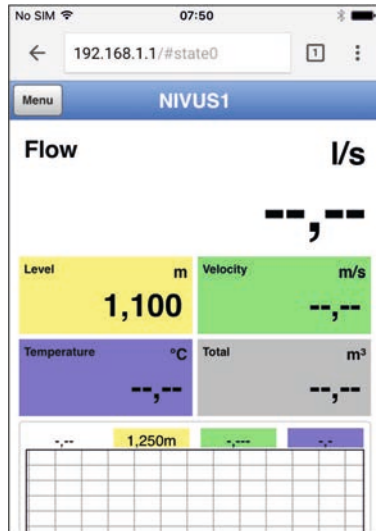 No SIM 07:50
192.168.1.1/#state0 1
Menu NIVUS1
Flow l/s
--,--
Level m Velocity m/s
1,100 --,--
Temperature °C Total m³
--,-- --,--
-,-- 1,250m -,--- -,-